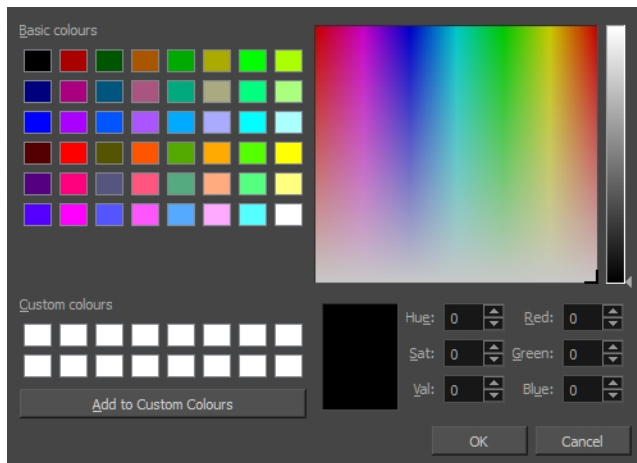 Basic colours
Custom colours
Add to Custom Colours
Hue: 0 Red: 0
Sat: 0 Green: 0
Val: 0 Blue: 0
OK Cancel